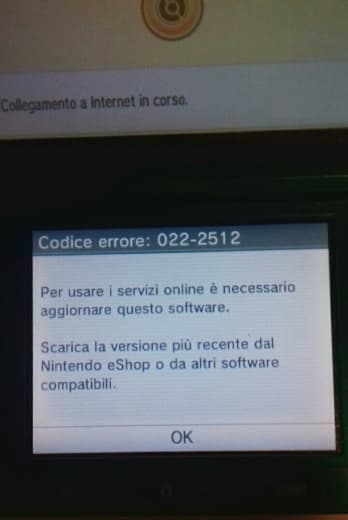 Collegamento a Internet in corso.
Codice errore: 022-2512
Per usare i servizi online è necessario
aggiornare questo software.
Scarica la versione più recente dal
Nintendo eShop o da altri software
compatibili.
OK